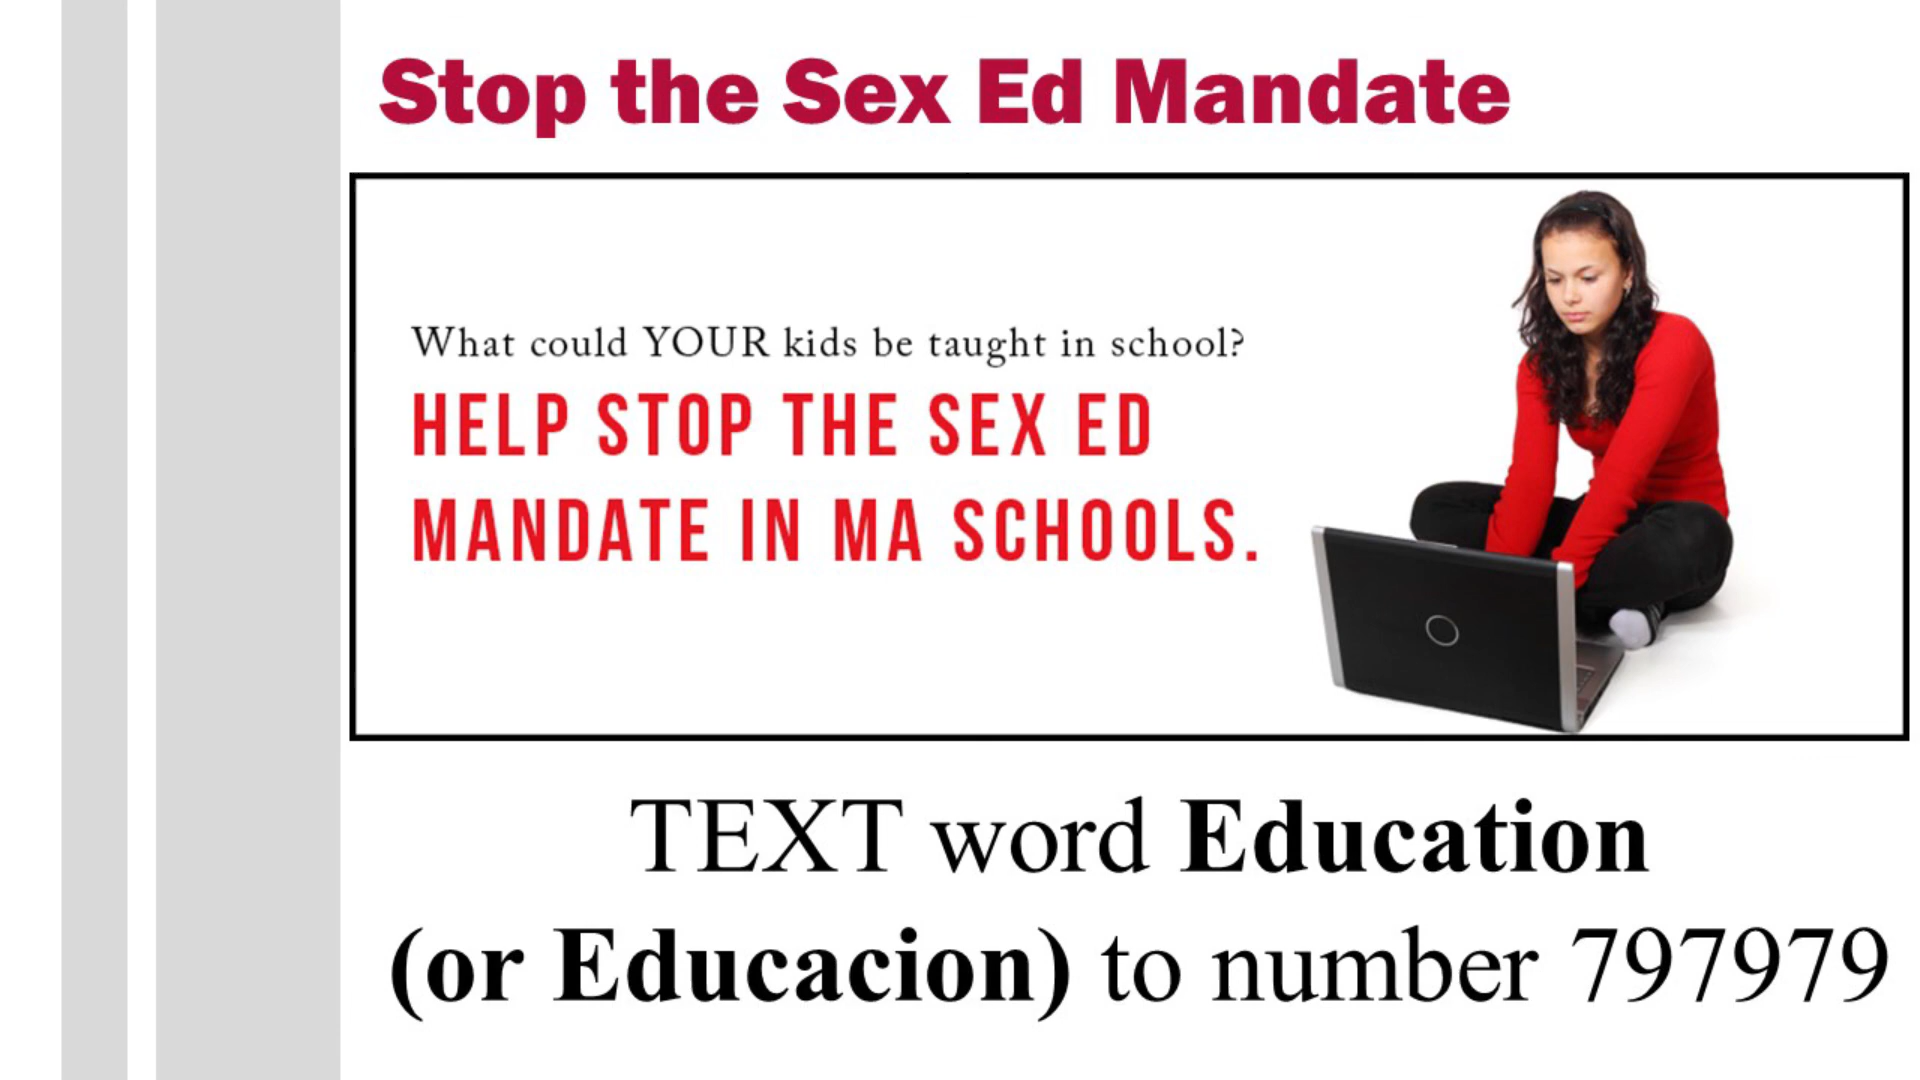 Stop the Sex Ed Mandate
What could YOUR kids be taught in school?
HELP STOP THE SEX ED
MANDATE IN MA SCHOOLS.
TEXT word Education
(or Educacion) to number 797979